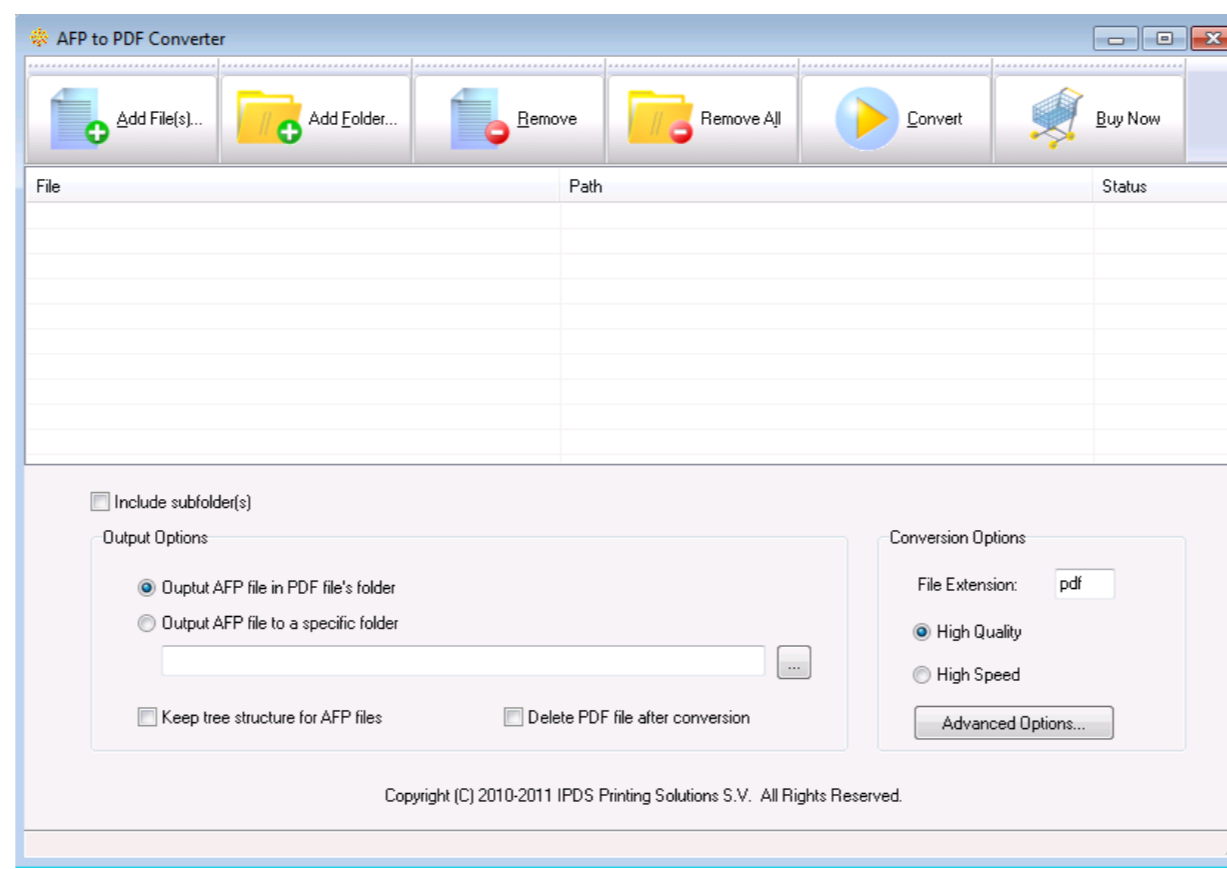 AFP to PDF Converter
Add File(s)... Add Folder... Remove Remove All Convert Buy Now
File Path Status
Include subfolder(s)
Output Options Conversion Options
Ouptut AFP file in PDF file's folder File Extension: pdf
Output AFP file to a specific folder High Quality
... High Speed
Keep tree structure for AFP files Delete PDF file after conversion Advanced Options...
Copyright (C) 2010-2011 IPDS Printing Solutions S.V. All Rights Reserved.